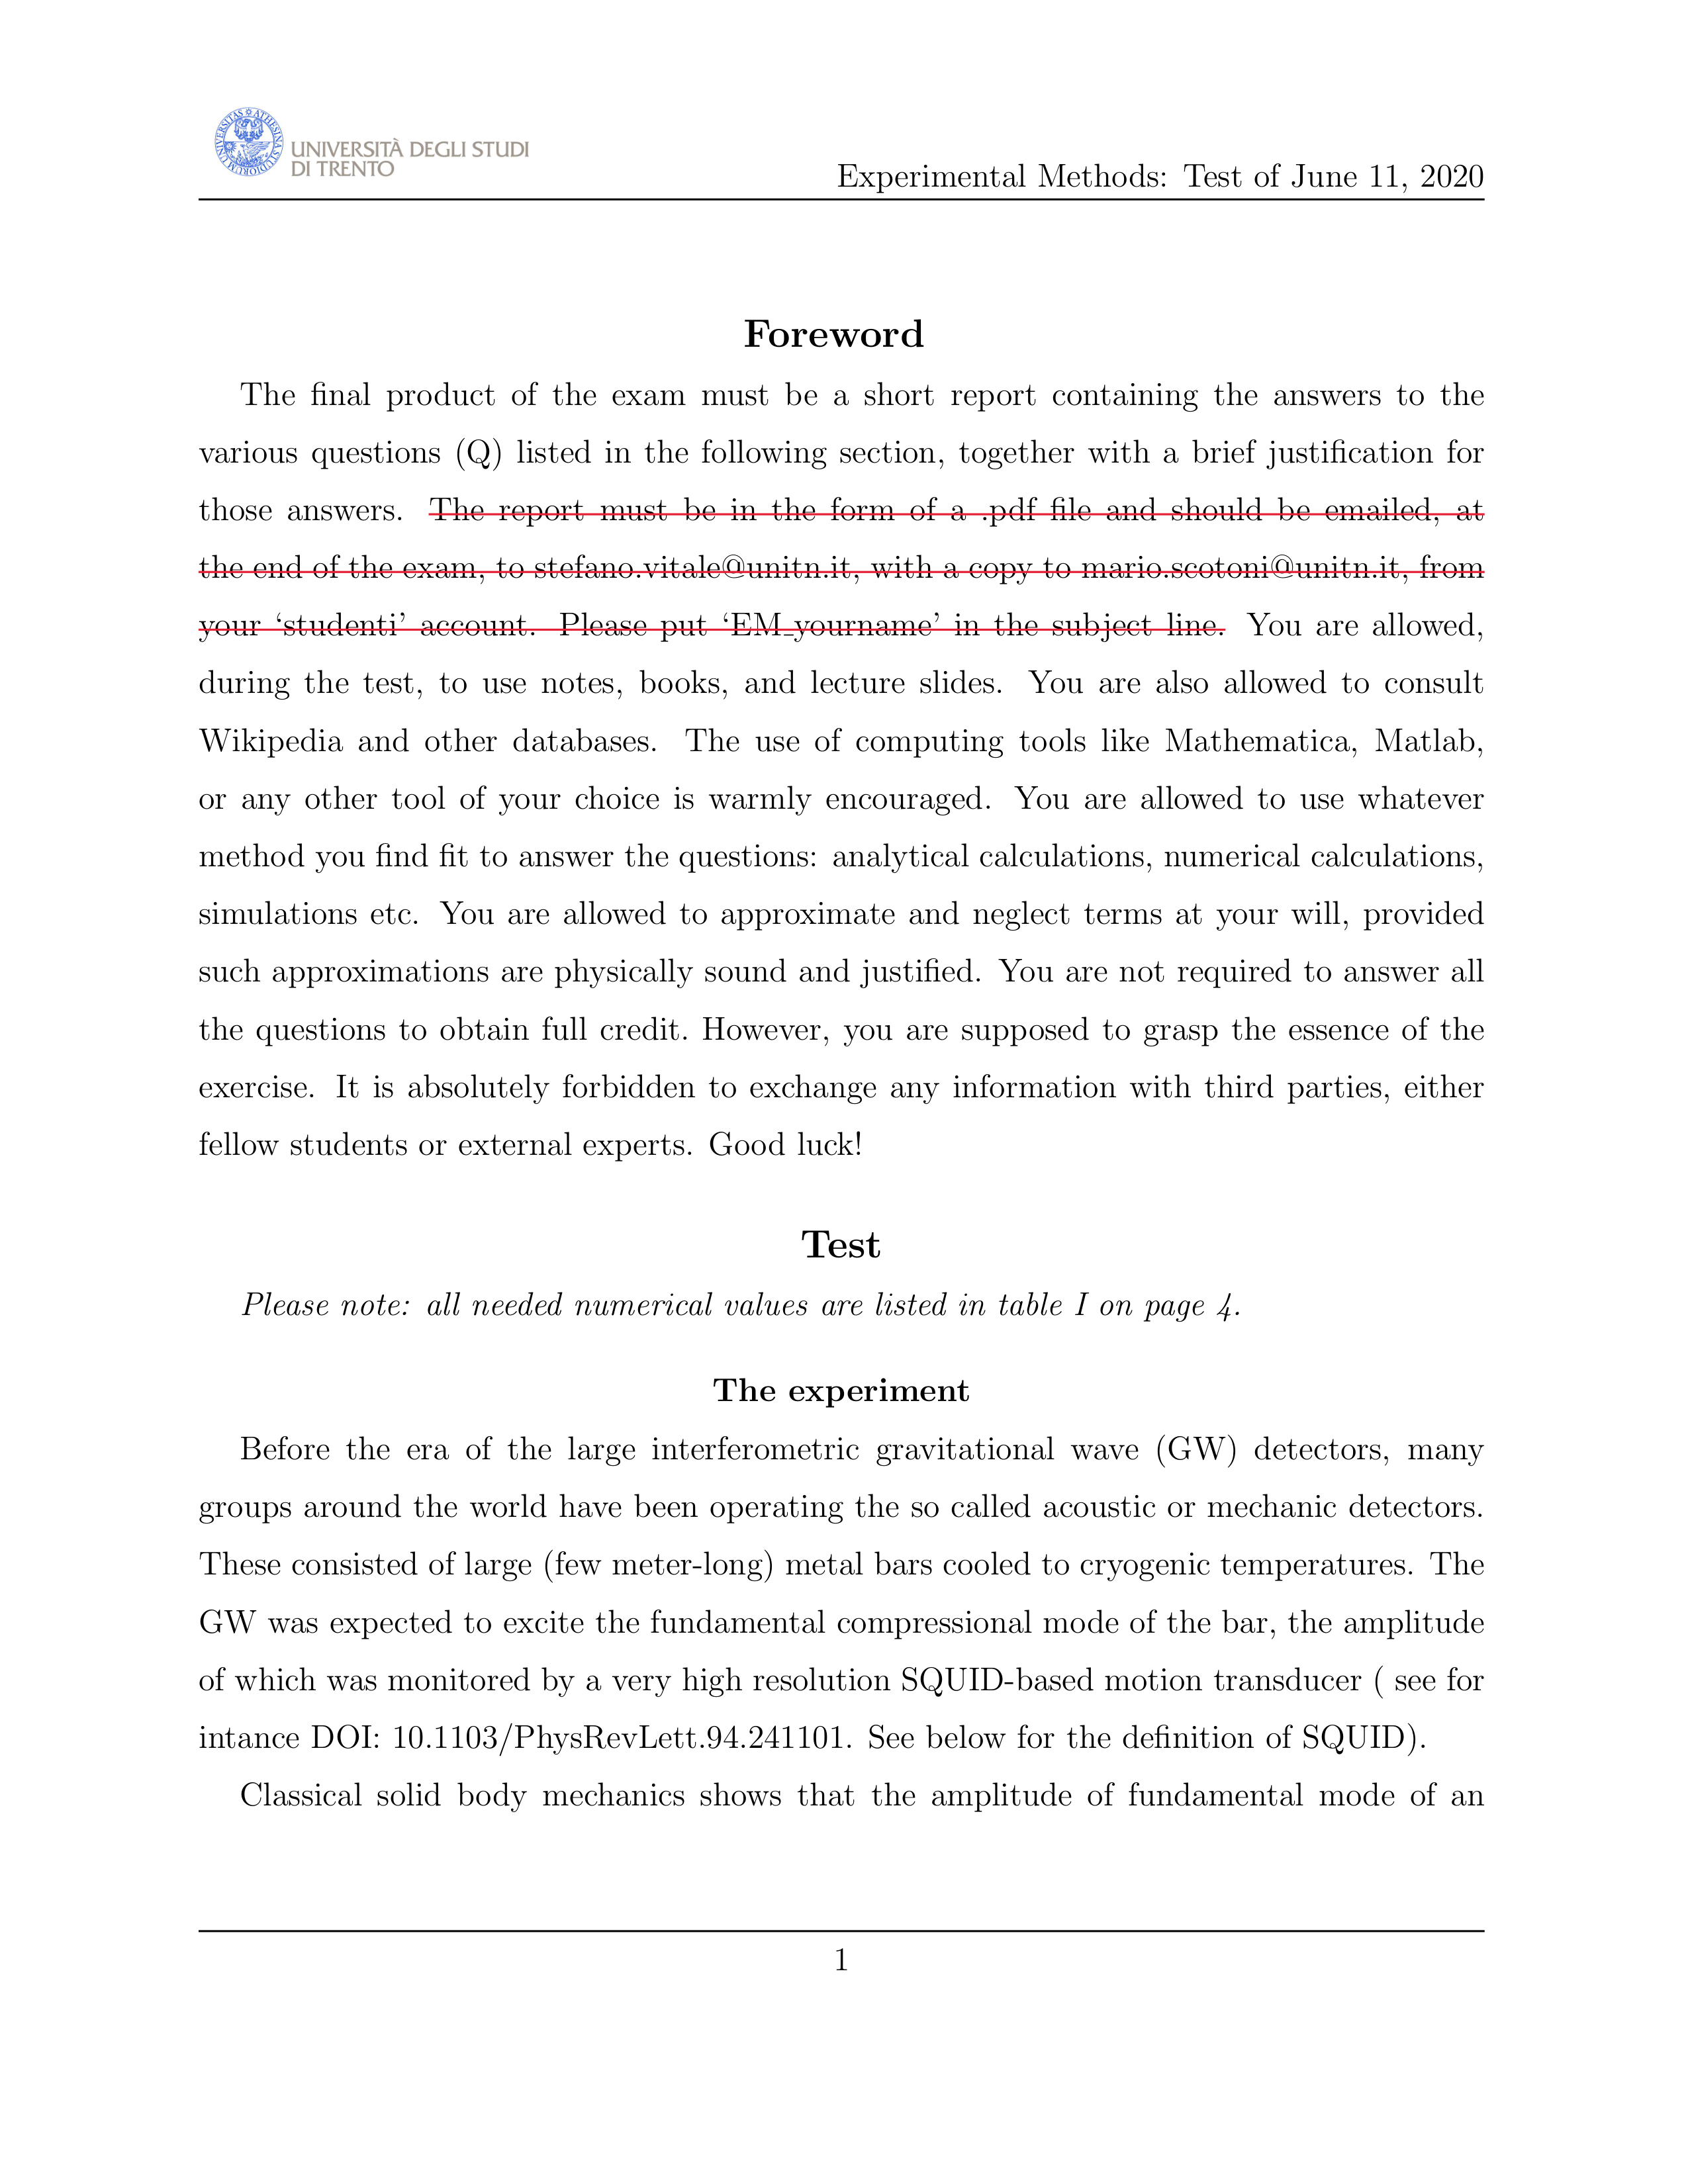 UNIVERSITÀ DEGLI STUDI
DI TRENTO
Experimental Methods: Test of June 11, 2020
Foreword
The final product of the exam must be a short report containing the answers to the
various questions (Q) listed in the following section, together with a brief justification for
those answers. The report must be in the form of a .pdf file and should be emailed, at
the end of the exam, to stefano.vitale@unitn.it, with a copy to mario.scotoni@unitn.it, from
your ‘studenti’ account. Please put ‘EM_yourname’ in the subject line. You are allowed,
during the test, to use notes, books, and lecture slides. You are also allowed to consult
Wikipedia and other databases. The use of computing tools like Mathematica, Matlab,
or any other tool of your choice is warmly encouraged. You are allowed to use whatever
method you find fit to answer the questions: analytical calculations, numerical calculations,
simulations etc. You are allowed to approximate and neglect terms at your will, provided
such approximations are physically sound and justified. You are not required to answer all
the questions to obtain full credit. However, you are supposed to grasp the essence of the
exercise. It is absolutely forbidden to exchange any information with third parties, either
fellow students or external experts. Good luck!
Test
Please note: all needed numerical values are listed in table I on page 4.
The experiment
Before the era of the large interferometric gravitational wave (GW) detectors, many
groups around the world have been operating the so called acoustic or mechanic detectors.
These consisted of large (few meter-long) metal bars cooled to cryogenic temperatures. The
GW was expected to excite the fundamental compressional mode of the bar, the amplitude
of which was monitored by a very high resolution SQUID-based motion transducer ( see for
intance DOI: 10.1103/PhysRevLett.94.241101. See below for the definition of SQUID).
Classical solid body mechanics shows that the amplitude of fundamental mode of an
1